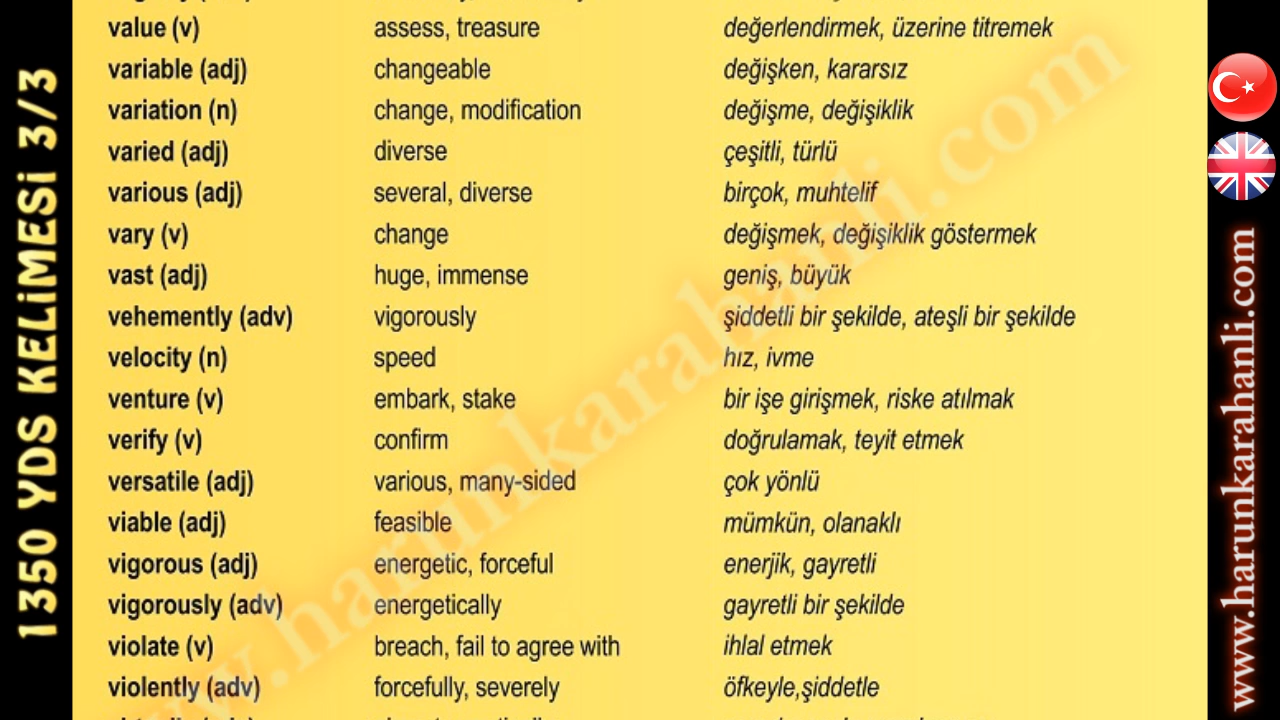 value (v) assess, treasure değerlendirmek, üzerine titremek
variable (adj) changeable değişken, kararsız
variation (n) change, modification değişme, değişiklik
varied (adj) diverse çeşitli, türlü
various (adj) several, diverse birçok, muhtelif
vary (v) change değişmek, değişiklik göstermek
vast (adj) huge, immense geniş, büyük
vehemently (adv) vigorously şiddetli bir şekilde, ateşli bir şekilde
velocity (n) speed hız, ivme
venture (v) embark, stake bir işe girişmek, riske atılmak
verify (v) confirm doğrulamak, teyit etmek
versatile (adj) various, many-sided çok yönlü
viable (adj) feasible mümkün, olanaklı
vigorous (adj) energetic, forceful enerjik, gayretli
vigorously (adv) energetically gayretli bir şekilde
violate (v) breach, fail to agree with ihlal etmek
violently (adv) forcefully, severely öfkeyle,şiddetle
1350 YDS KELİMESİ 3/3
www.harunkarahanli.com
www.harunkarahanli.com